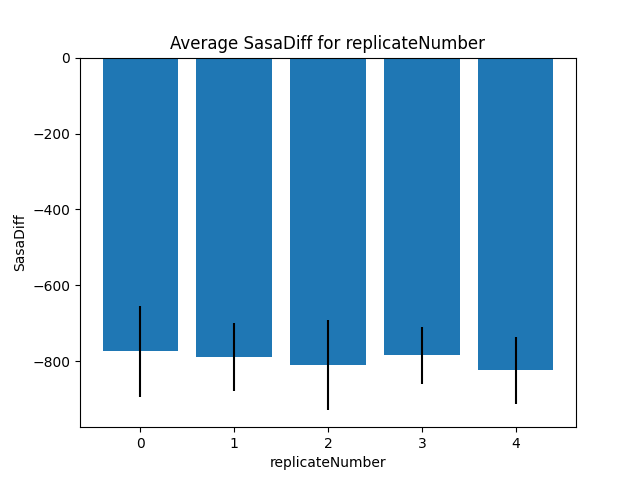 Average SasaDiff for replicateNumber
0
−200
−400
−600
−800
SasaDiff
0 1 2 3 4
replicateNumber